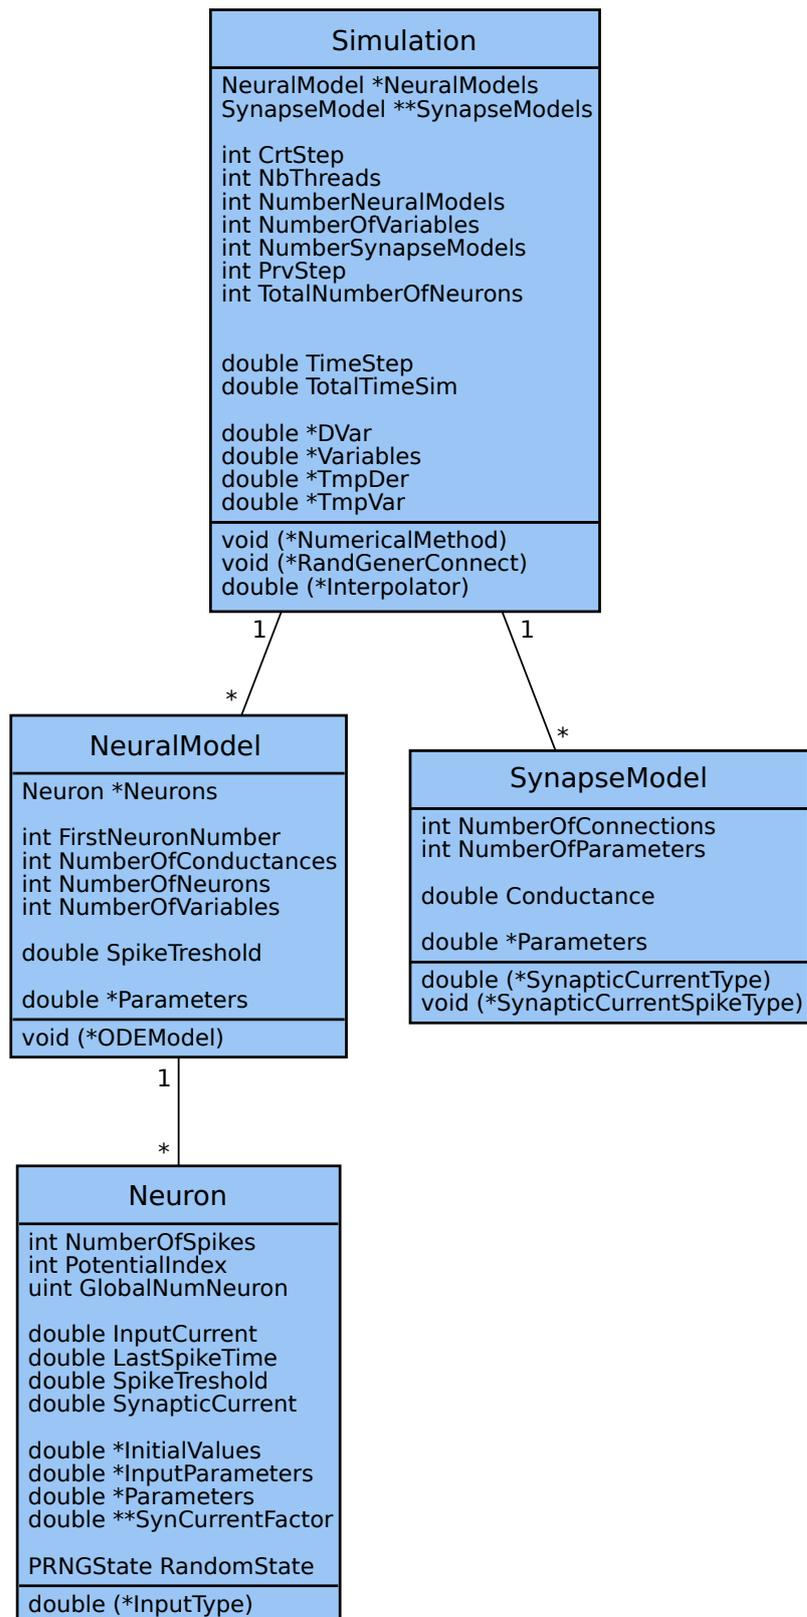 Simulation
NeuralModel *NeuralModels
SynapseModel **SynapseModels
int CrtStep
int NbThreads
int NumberNeuralModels
int NumberOfVariables
int NumberSynapseModels
int PrvStep
int TotalNumberOfNeurons
double TimeStep
double TotalTimeSim
double *DVar
double *Variables
double *TmpDer
double *TmpVar
void (*NumericalMethod)
void (*RandGenerConnect)
double (*Interpolator)
1
*
1
*
NeuralModel
Neuron *Neurons
int FirstNeuronNumber
int NumberOfConductances
int NumberOfNeurons
int NumberOfVariables
double SpikeTreshold
double *Parameters
void (*ODEModel)
SynapseModel
int NumberOfConnections
int NumberOfParameters
double Conductance
double *Parameters
double (*SynapticCurrentType)
void (*SynapticCurrentSpikeType)
1
*
Neuron
int NumberOfSpikes
int PotentialIndex
uint GlobalNumNeuron
double InputCurrent
double LastSpikeTime
double SpikeTreshold
double SynapticCurrent
double *InitialValues
double *InputParameters
double *Parameters
double **SynCurrentFactor
PRNGState RandomState
double (*InputType)